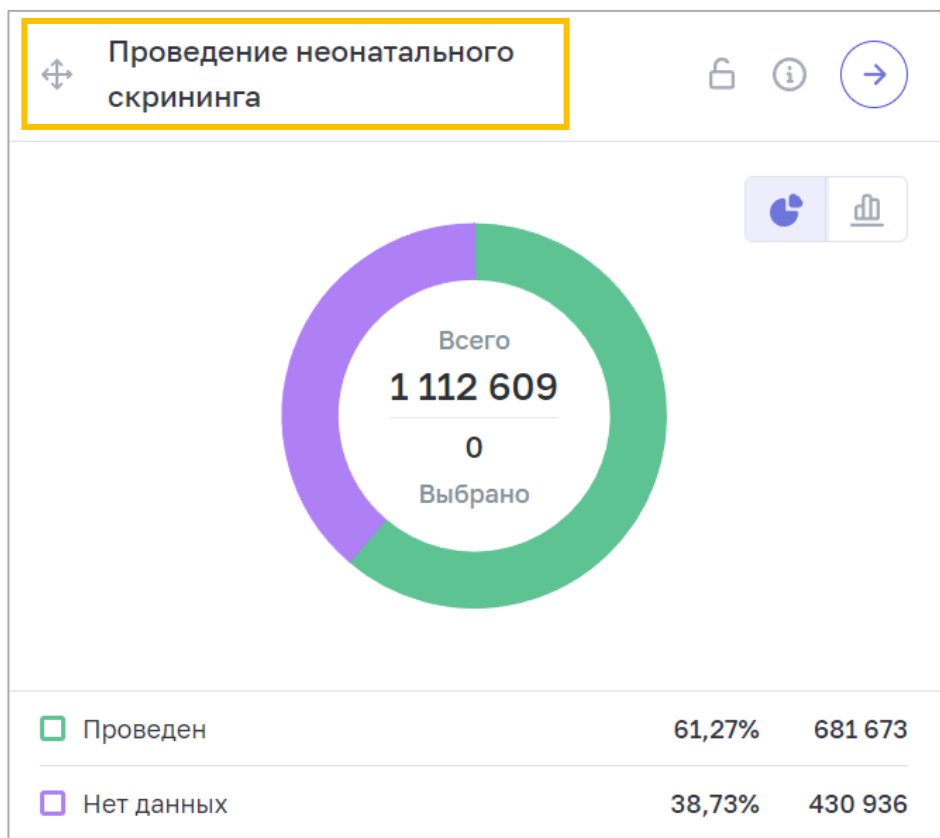 Проведение неонатального
скрининга
Всего
1 112 609
0
Выбрано
Проведен 61,27% 681 673
Нет данных 38,73% 430 936